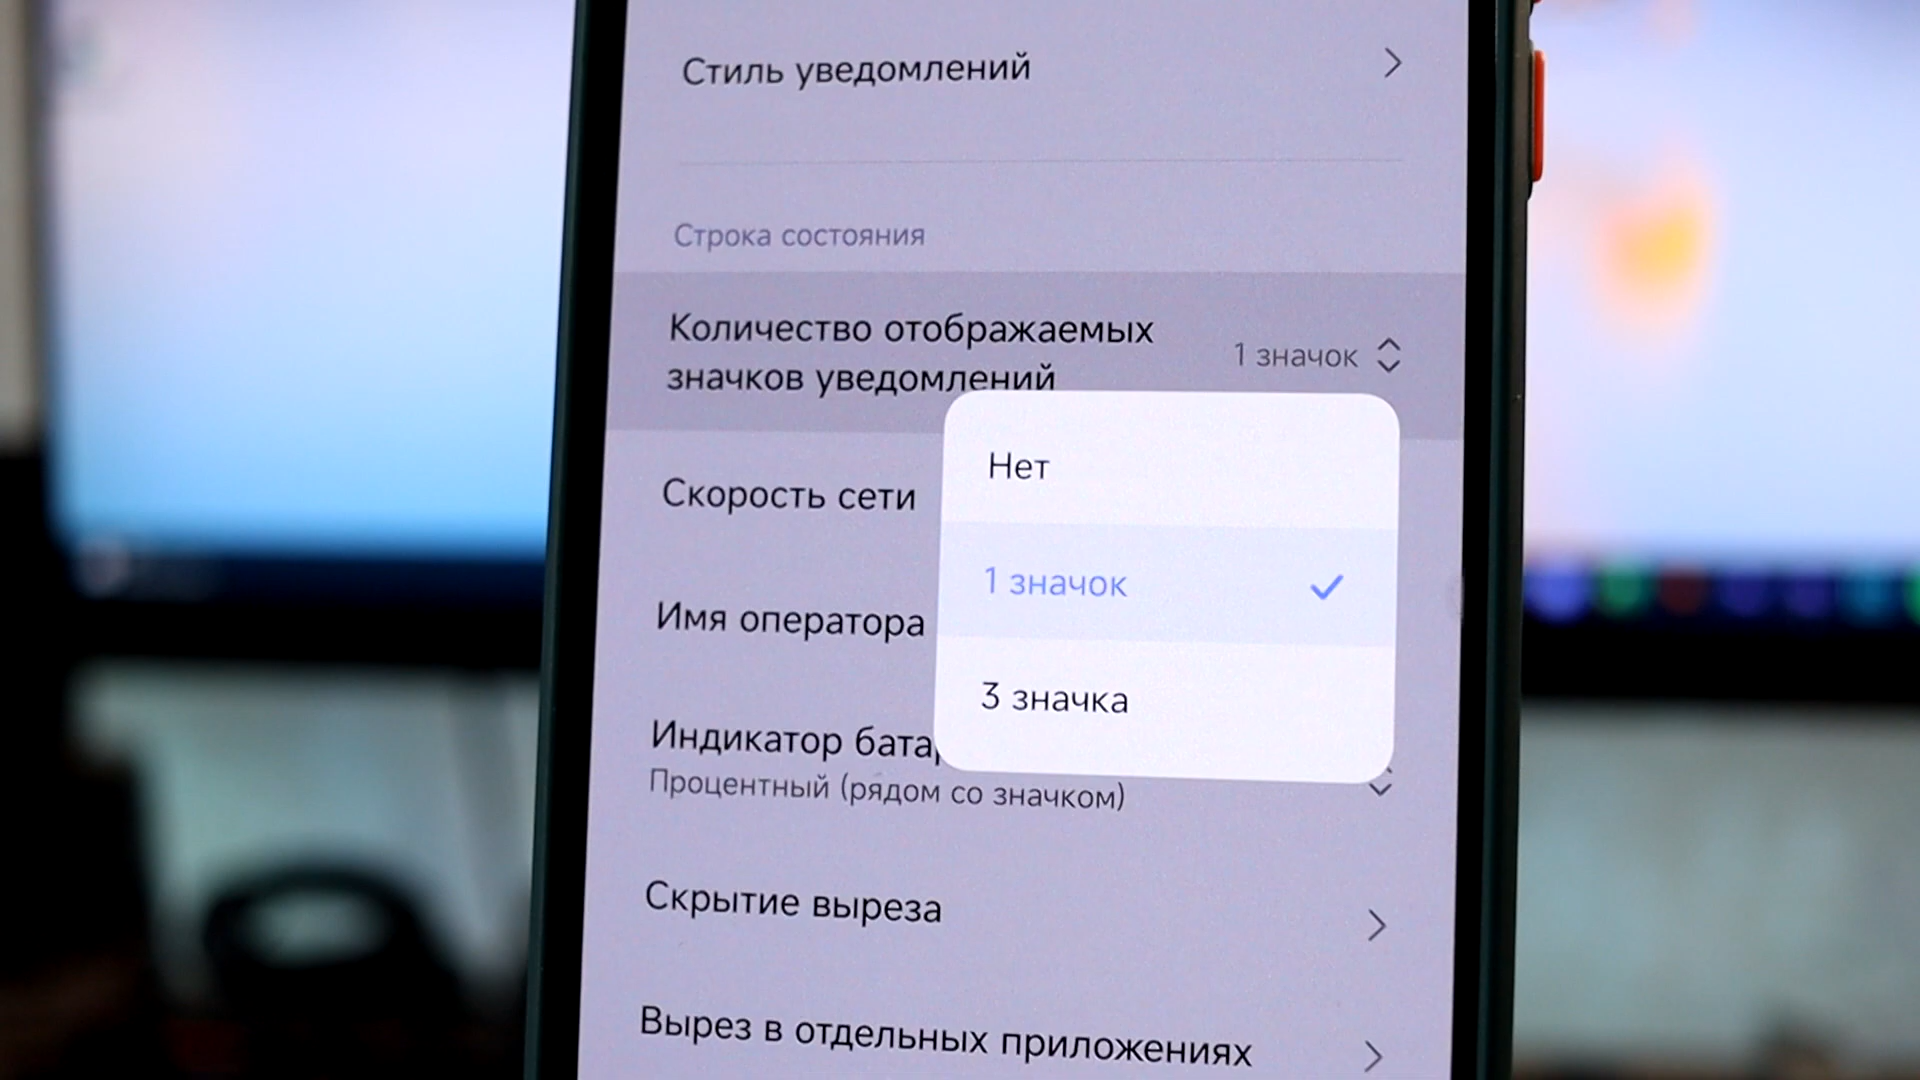 Стиль уведомлений
Строка состояния
Количество отображаемых
значков уведомлений
1 значок
Нет
1 значок
3 значка
Скорость сети
Имя оператора
Индикатор
Процентный (рядом со значком)
Скрытие выреза
Вырез в отдельных приложениях